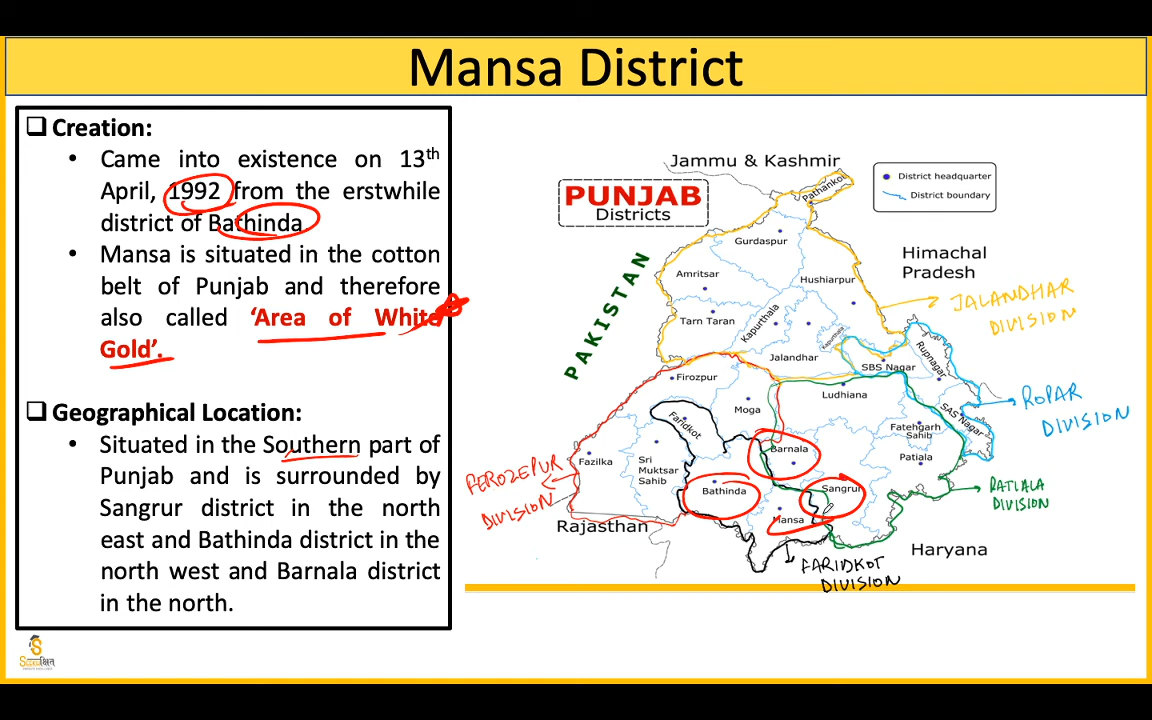 Mansa District
❑ Creation:
• Came into existence on 13th
April, 1992 from the erstwhile
district of Bathinda.
• Mansa is situated in the cotton
belt of Punjab and therefore
also called 'Area of White
Gold'.
❑ Geographical Location:
• Situated in the Southern part of
Punjab and is surrounded by
Sangrur district in the north
east and Bathinda district in the
north west and Barnala district
in the north.
Jammu & Kashmir
PUNJAB
Districts
District headquarter
District boundary
Pathankot
Gurdaspur
Himachal
Pradesh
PAKISTAN
Amritsar
Hushiarpur
JALANDHAR
DIVISION
Tarn Taran
Kapurthala
Kapurthala
Jalandhar
SBS Nagar
Rupnagar
Firozpur
Ludhiana
ROPAR
DIVISION
Moga
SAS Nagar
Faridkot
Fatehgarh
Sahib
Barnala
Patiala
Fazilka
Sri
Muktsar
Sahib
FEROZEPUR
DIVISION
Bathinda
Sangrur
PATIALA
DIVISION
Mansa
Rajasthan
Haryana
FARIDKOT
DIVISION